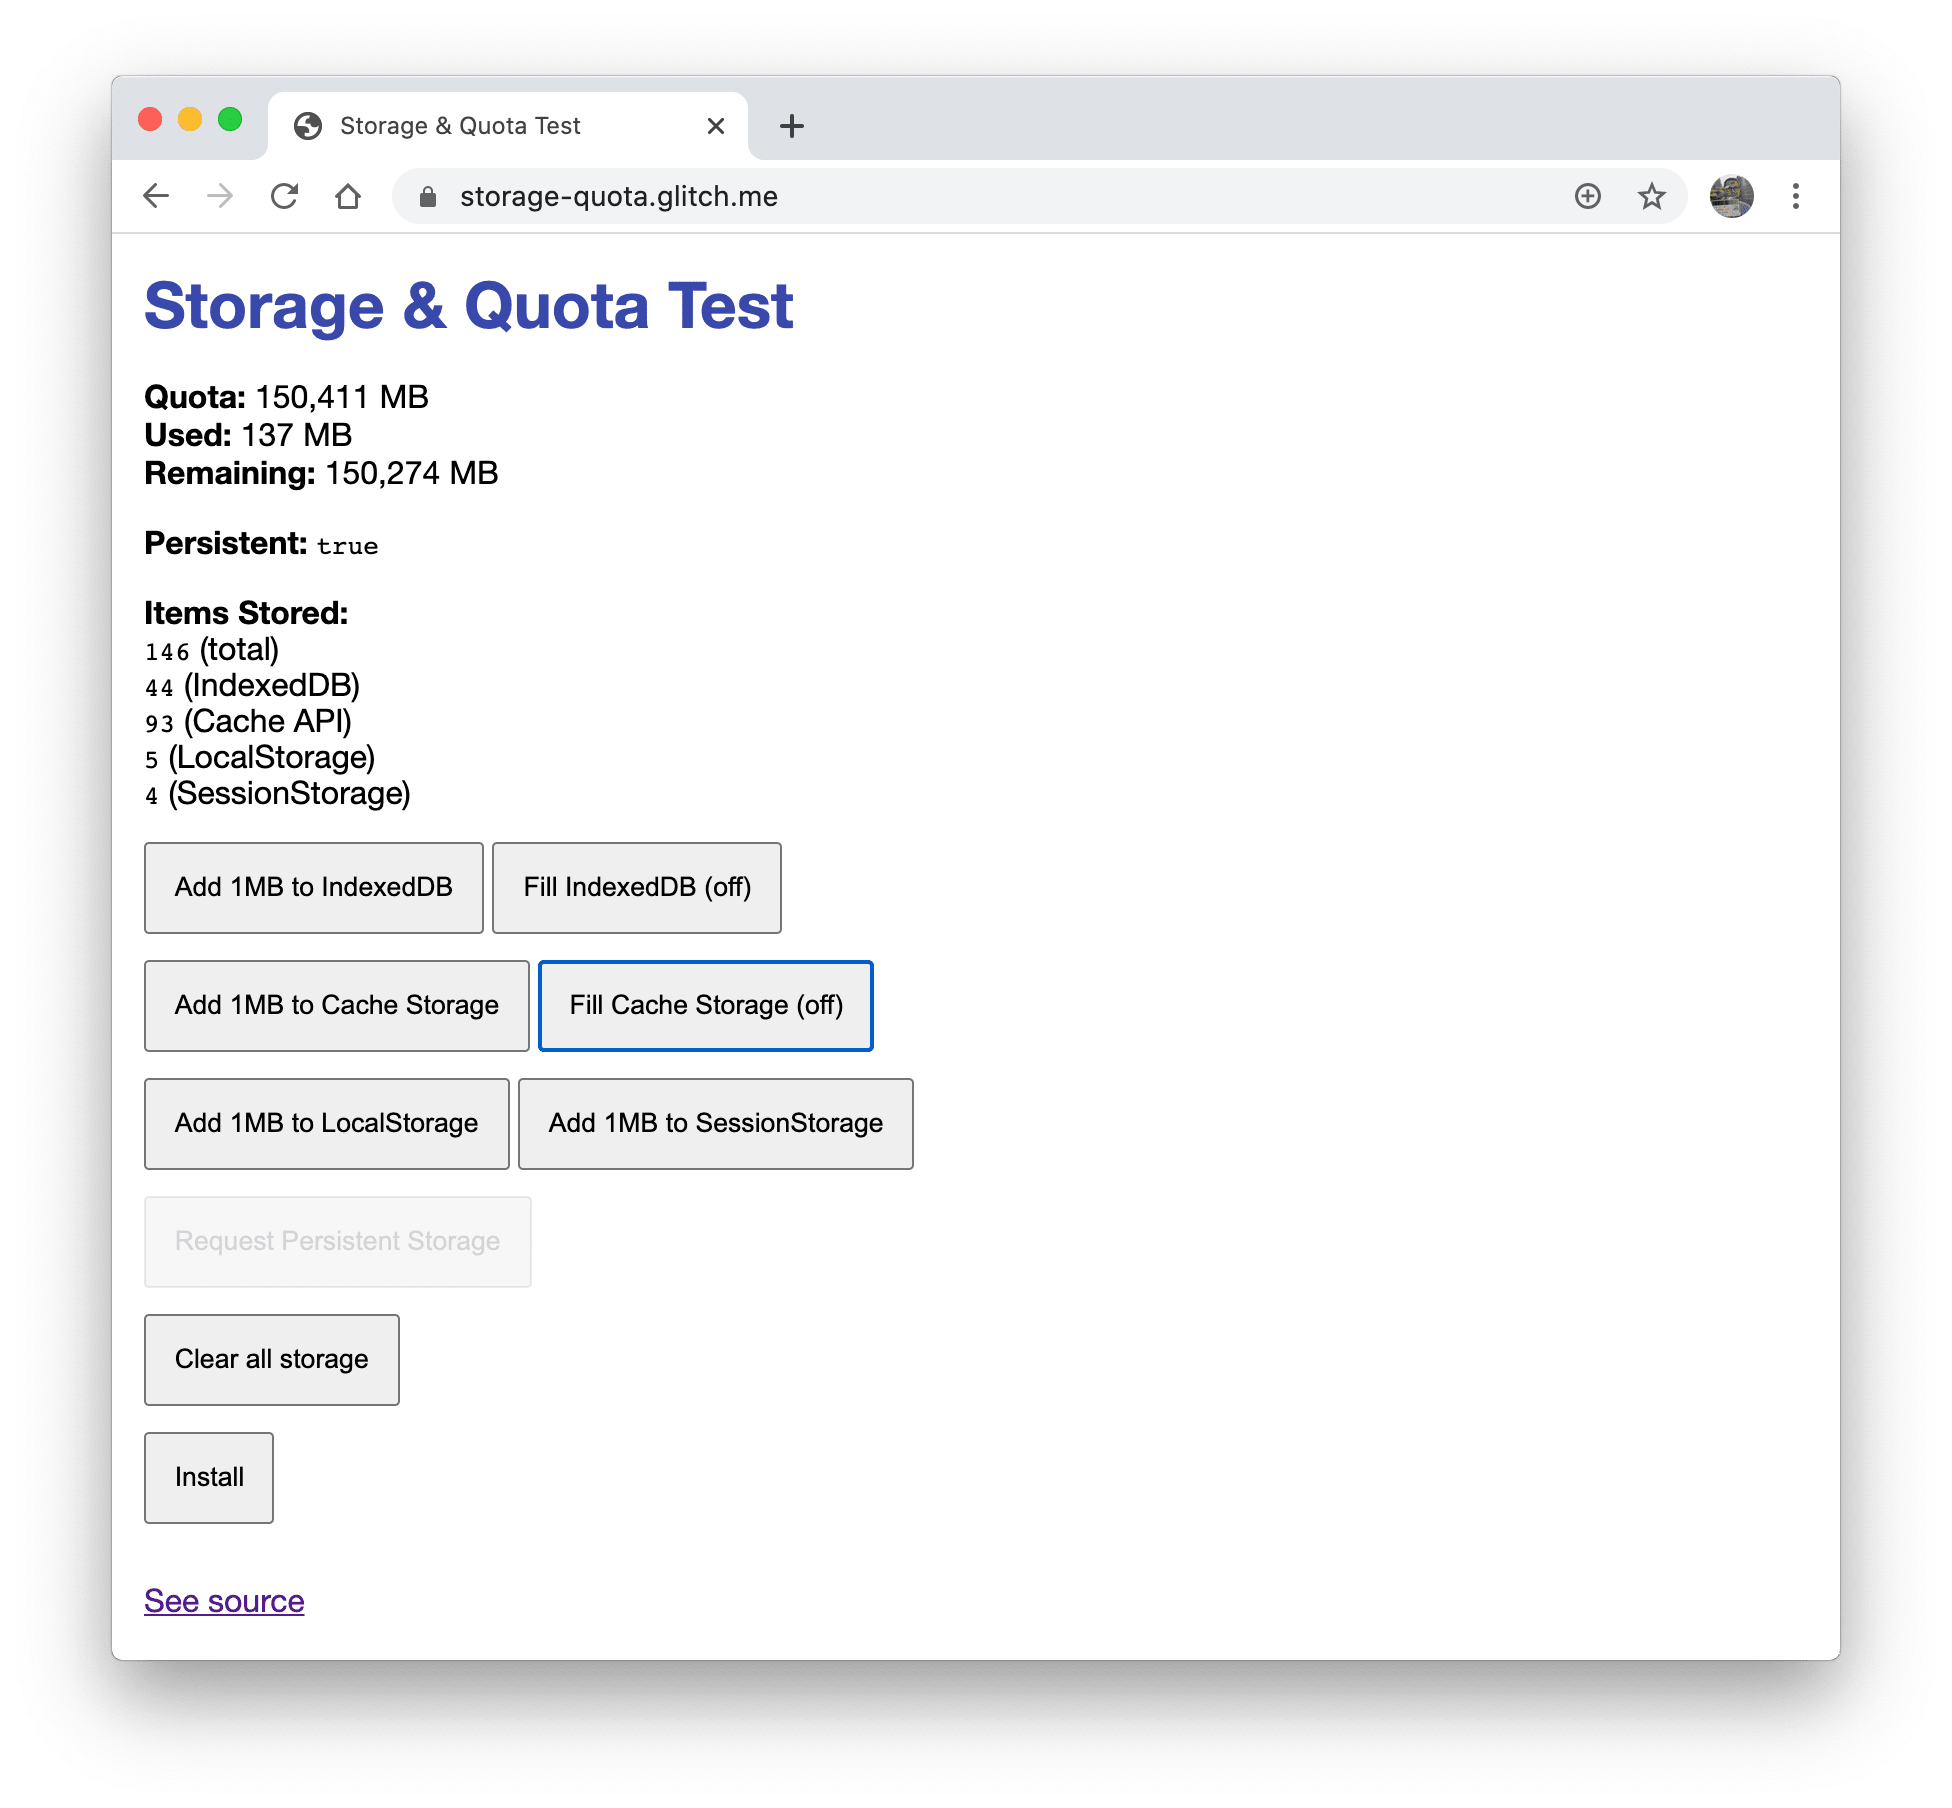 Storage & Quota Test
storage-quota.glitch.me
Storage & Quota Test
Quota: 150,411 MB
Used: 137 MB
Remaining: 150,274 MB
Persistent: true
Items Stored:
146 (total)
44 (IndexedDB)
93 (Cache API)
5 (LocalStorage)
4 (SessionStorage)
Add 1MB to IndexedDB Fill IndexedDB (off)
Add 1MB to Cache Storage Fill Cache Storage (off)
Add 1MB to LocalStorage Add 1MB to SessionStorage
Request Persistent Storage
Clear all storage
Install
See source